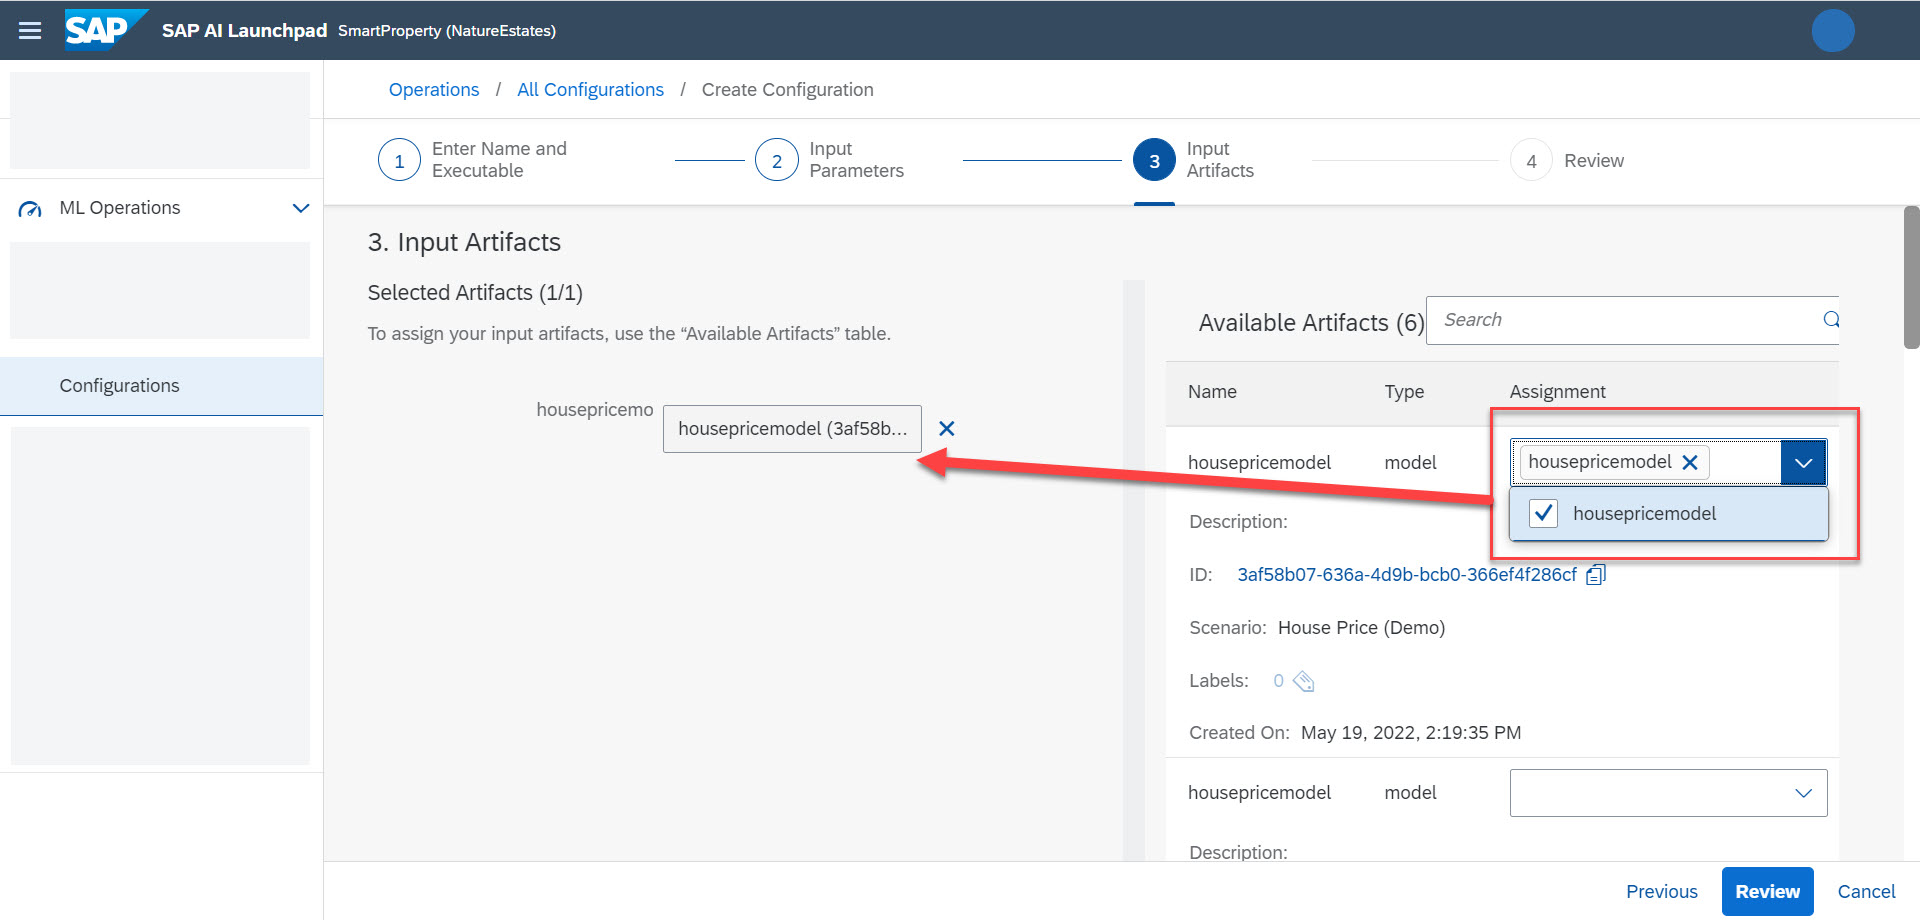 SAP SAP AI Launchpad SmartProperty (NatureEstates)
Operations / All Configurations / Create Configuration
1 Enter Name and Executable
2 Input Parameters
3 Input Artifacts
4 Review
ML Operations
Configurations
3. Input Artifacts
Selected Artifacts (1/1)
To assign your input artifacts, use the “Available Artifacts” table.
housepricemo
housepricemodel (3af58b...
Available Artifacts (6)
Search
Name Type Assignment
housepricemodel model housepricemodel
housepricemodel
Description:
ID: 3af58b07-636a-4d9b-bcb0-366ef4f286cf
Scenario: House Price (Demo)
Labels: 0
Created On: May 19, 2022, 2:19:35 PM
housepricemodel model
Description:
Previous Review Cancel